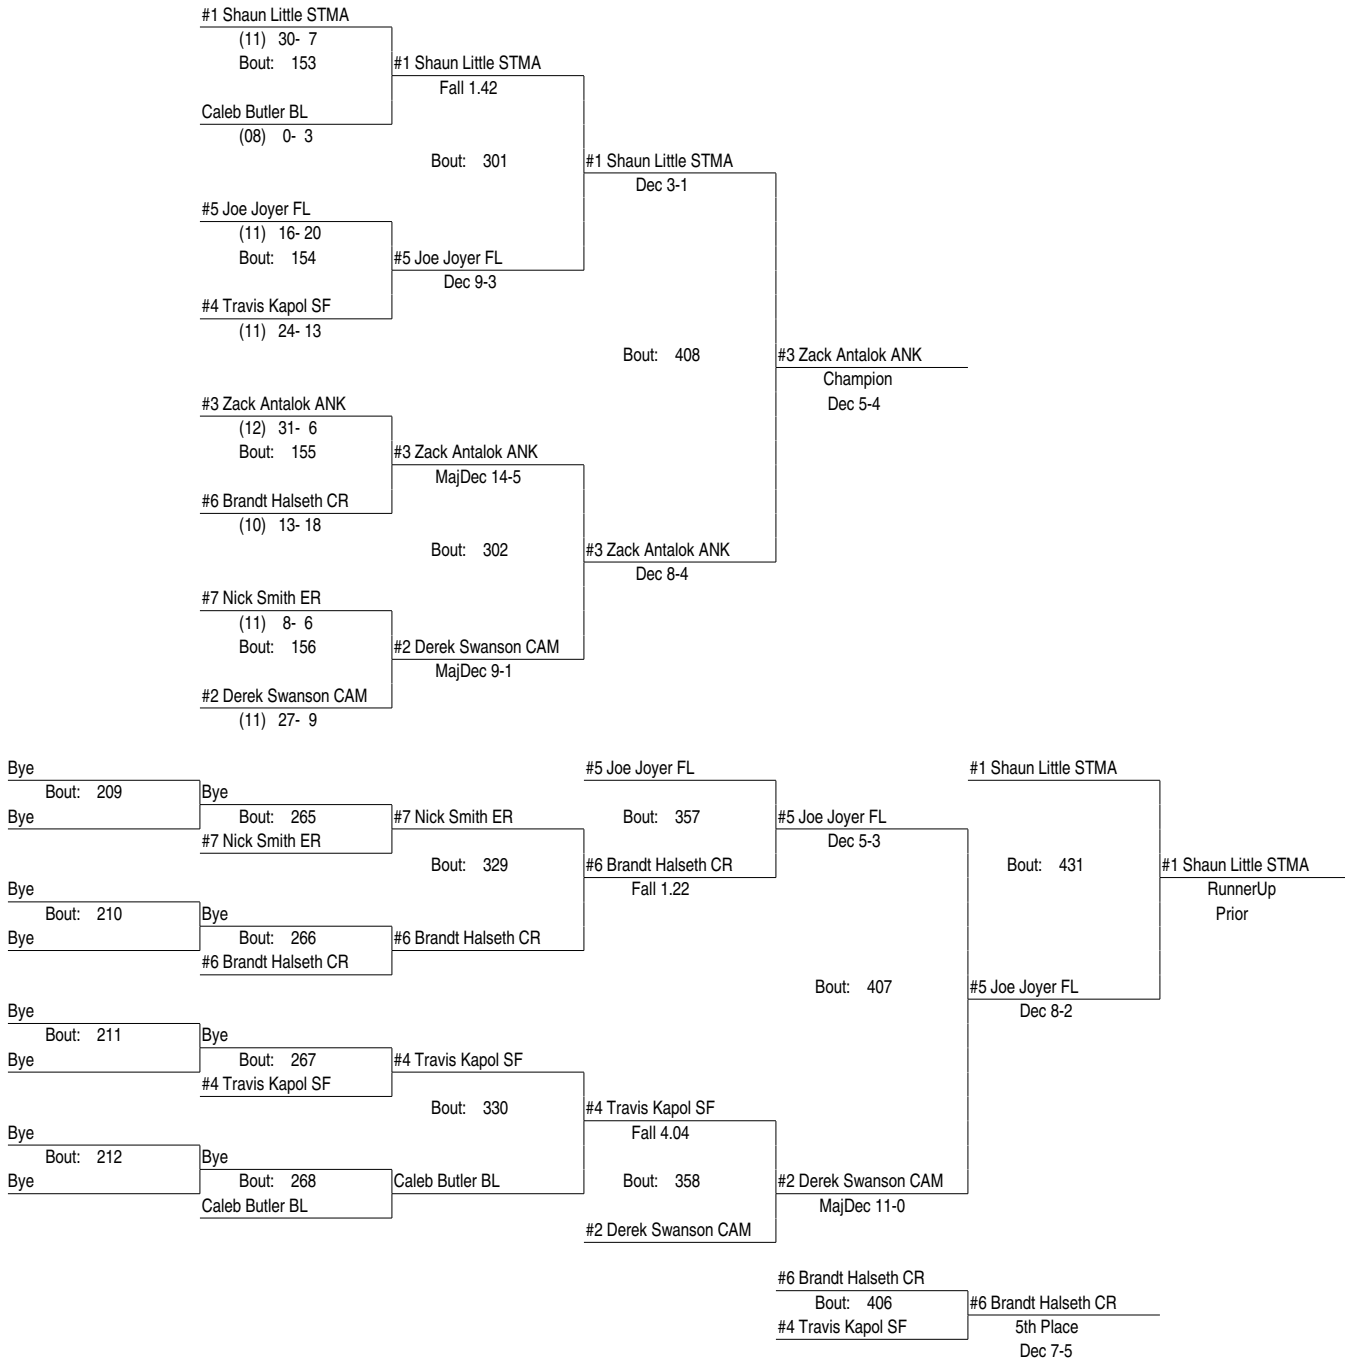 #1 Shaun Little STMA
(11) 30- 7
Bout: 153
#1 Shaun Little STMA
Fall 1.42
Caleb Butler BL
(08) 0- 3
Bout: 301
#1 Shaun Little STMA
Dec 3-1
#5 Joe Joyer FL
(11) 16- 20
Bout: 154
#5 Joe Joyer FL
Dec 9-3
#4 Travis Kapol SF
(11) 24- 13
Bout: 408
#3 Zack Antalok ANK
Champion
Dec 5-4
#3 Zack Antalok ANK
(12) 31- 6
Bout: 155
#3 Zack Antalok ANK
MajDec 14-5
#6 Brandt Halseth CR
(10) 13- 18
Bout: 302
#3 Zack Antalok ANK
Dec 8-4
#7 Nick Smith ER
(11) 8- 6
Bout: 156
#2 Derek Swanson CAM
MajDec 9-1
#2 Derek Swanson CAM
(11) 27- 9
Bye
Bout: 209
Bye
Bye
Bout: 265
#7 Nick Smith ER
#7 Nick Smith ER
Bout: 329
#5 Joe Joyer FL
Bout: 357
#6 Brandt Halseth CR
Fall 1.22
#5 Joe Joyer FL
Dec 5-3
#1 Shaun Little STMA
Bout: 431
#1 Shaun Little STMA
RunnerUp
Prior
Bye
Bout: 210
Bye
Bye
Bout: 266
#6 Brandt Halseth CR
#6 Brandt Halseth CR
Bout: 407
#5 Joe Joyer FL
Dec 8-2
Bye
Bout: 211
Bye
Bye
Bout: 267
#4 Travis Kapol SF
#4 Travis Kapol SF
Bout: 330
#4 Travis Kapol SF
Fall 4.04
Bye
Bout: 212
Bye
Bye
Bout: 268
Caleb Butler BL
Caleb Butler BL
Bout: 358
#2 Derek Swanson CAM
#2 Derek Swanson CAM
MajDec 11-0
#6 Brandt Halseth CR
Bout: 406
#4 Travis Kapol SF
#6 Brandt Halseth CR
5th Place
Dec 7-5